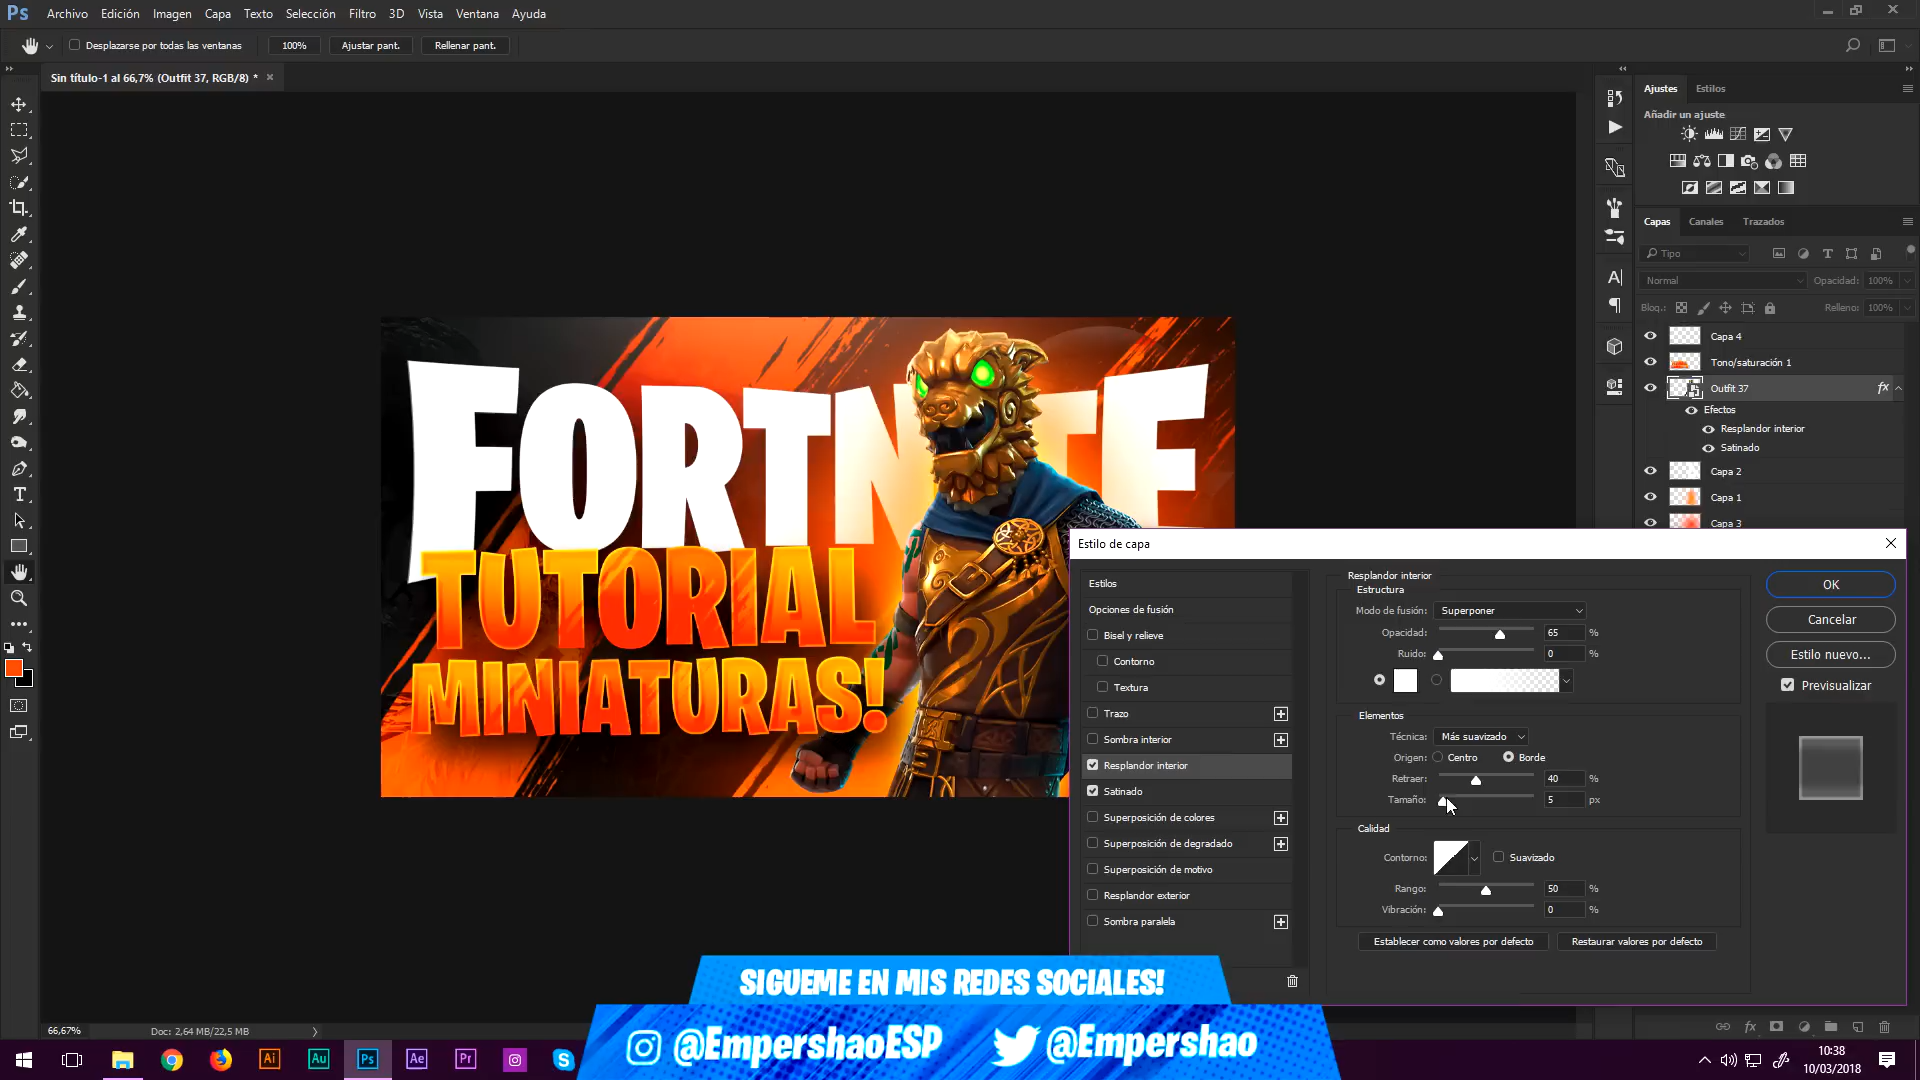 Ps Archivo Edición Imagen Capa Texto Selección Filtro 3D Vista Ventana Ayuda
Desplazarse por todas las ventanas 100% Ajustar pant. Rellenar pant.
Sin título-1 al 66,7% (Outfit 37, RGB/8) *
Ajustes Estilos
Añadir un ajuste
Capas Canales Trazados
Tipo
Normal Opacidad: 100%
Bloq.: Relleno: 100%
Capa 4
Tono/saturación 1
Outfit 37 fx
Efectos
Resplandor interior
Satinado
Capa 2
Capa 1
Capa 3
FORTNITE
TUTORIAL
MINIATURAS!
Estilo de capa
Estilos
Opciones de fusión
Bisel y relieve
Contorno
Textura
Trazo
Sombra interior
Resplandor interior
Satinado
Superposición de colores
Superposición de degradado
Superposición de motivo
Resplandor exterior
Sombra paralela
Resplandor interior
Estructura
Modo de fusión: Superponer
Opacidad: 65 %
Ruido: 0 %
Elementos
Técnica: Más suavizado
Origen: Centro Borde
Retraer: 40 %
Tamaño: 5 px
Calidad
Contorno: Suavizado
Rango: 50 %
Vibración: 0 %
Establecer como valores por defecto Restaurar valores por defecto
OK
Cancelar
Estilo nuevo...
Previsualizar
SIGUEME EN MIS REDES SOCIALES!
@EmpershaoESP @Empershao
66,67% Doc: 2,64 MB/22,5 MB
Ai Au Ps Ae Pr
10:38
10/03/2018